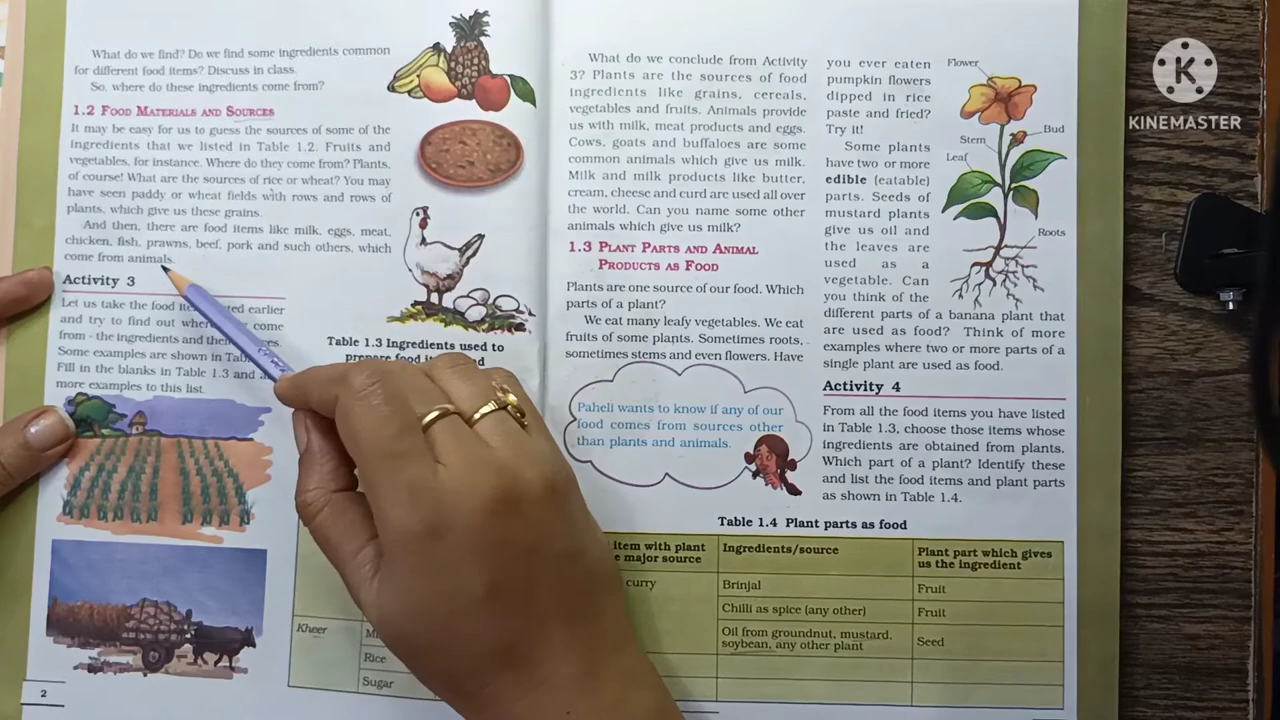 What do we find? Do we find some ingredients common
for different food items? Discuss in class.
So, where do these ingredients come from?
1.2 FOOD MATERIALS AND SOURCES
It may be easy for us to guess the sources of some of the
ingredients that we listed in Table 1.2. Fruits and
vegetables, for instance. Where do they come from? Plants,
of course! What are the sources of rice or wheat? You may
have seen paddy or wheat fields with rows and rows of
plants, which give us these grains.
And then, there are food items like milk, eggs, meat,
chicken, fish, prawns, beef, pork and such others, which
come from animals.
Activity 3
Let us take the food earlier
and try to find out come
from - the ingredients and
Some examples are shown in
Fill in the blanks in Table 1.3 and
more examples to this list.
Table 1.3 Ingredients used to
prepare food
Kheer
Rice
Sugar
2
What do we conclude from Activity
3? Plants are the sources of food
ingredients like grains, cereals,
vegetables and fruits. Animals provide
us with milk, meat products and eggs.
Cows, goats and buffaloes are some
common animals which give us milk.
Milk and milk products like butter,
cream, cheese and curd are used all over
the world. Can you name some other
animals which give us milk?
1.3 PLANT PARTS AND ANIMAL
PRODUCTS AS FOOD
Plants are one source of our food. Which
parts of a plant?
We eat many leafy vegetables. We eat
fruits of some plants. Sometimes roots,
sometimes stems and even flowers. Have
Paheli wants to know if any of our
food comes from sources other
than plants and animals.
you ever eaten
pumpkin flowers
dipped in rice
paste and fried?
Try it!
Some plants
have two or more
edible (eatable)
parts. Seeds of
mustard plants
give us oil and
the leaves are
used as a
vegetable. Can
you think of the
different parts of a banana plant that
are used as food? Think of more
examples where two or more parts of a
single plant are used as food.
Flower
Bud
Stem
Leaf
Roots
Activity 4
From all the food items you have listed
in Table 1.3, choose those items whose
ingredients are obtained from plants.
Which part of a plant? Identify these
and list the food items and plant parts
as shown in Table 1.4.
Table 1.4 Plant parts as food
item with plant
major source
Ingredients/source
Plant part which gives
us the ingredient
curry
Brinjal
Fruit
Chilli as spice (any other)
Fruit
Oil from groundnut, mustard,
soybean, any other plant
Seed
K
KINEMASTER